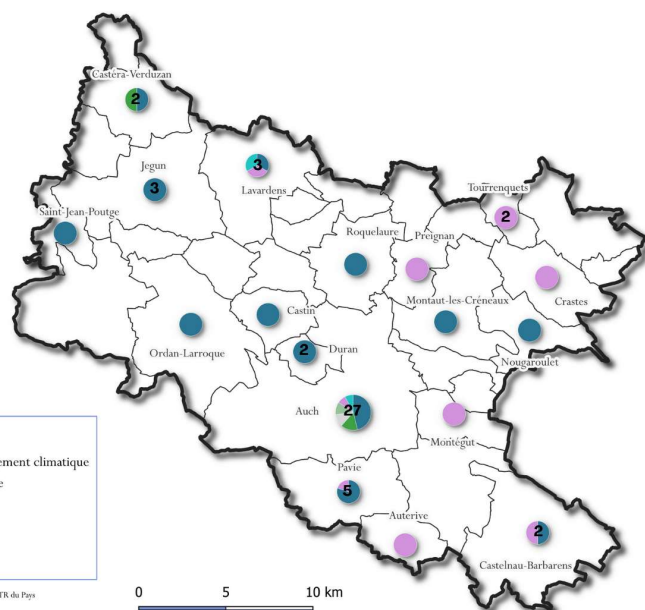 Castéra-Verduzan
2
Jegun
3
3
Lavardens
Tourrenquets
2
Saint-Jean-Poutge
Roquelaure
Preignan
Crastes
Montaut-les-Créneaux
Castin
Ordan-Larroque
2
Duran
Nougaroulet
Auch
27
Montégut
ement climatique
Pavie
5
Auterive
2
Castelnau-Barbarens
TR du Pays
0 5 10 km